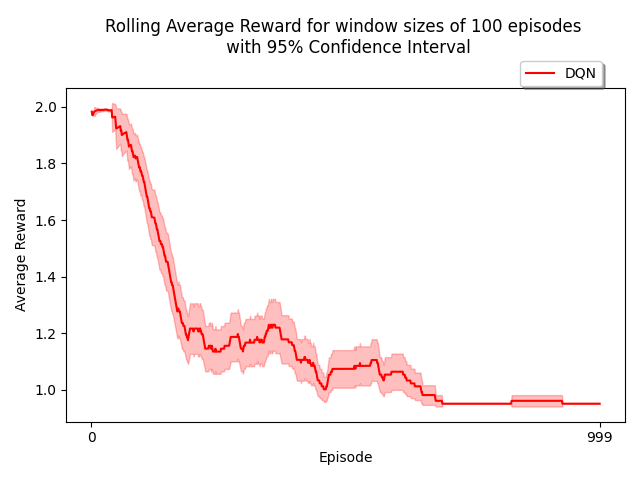 Rolling Average Reward for window sizes of 100 episodes
with 95% Confidence Interval
DQN
2.0
1.8
1.6
1.4
1.2
1.0
Average Reward
0
999
Episode